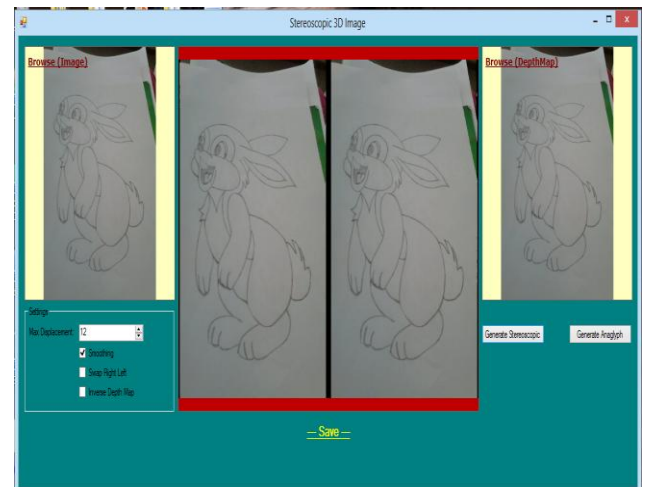 Stereoscopic 3D Image
Browse (Image)
Browse (DepthMap)
Settings
Max Displacement: 12
Smoothing
Swap Right Left
Inverse Depth Map
Generate Stereoscopic
Generate Anaglyph
--- Save ---